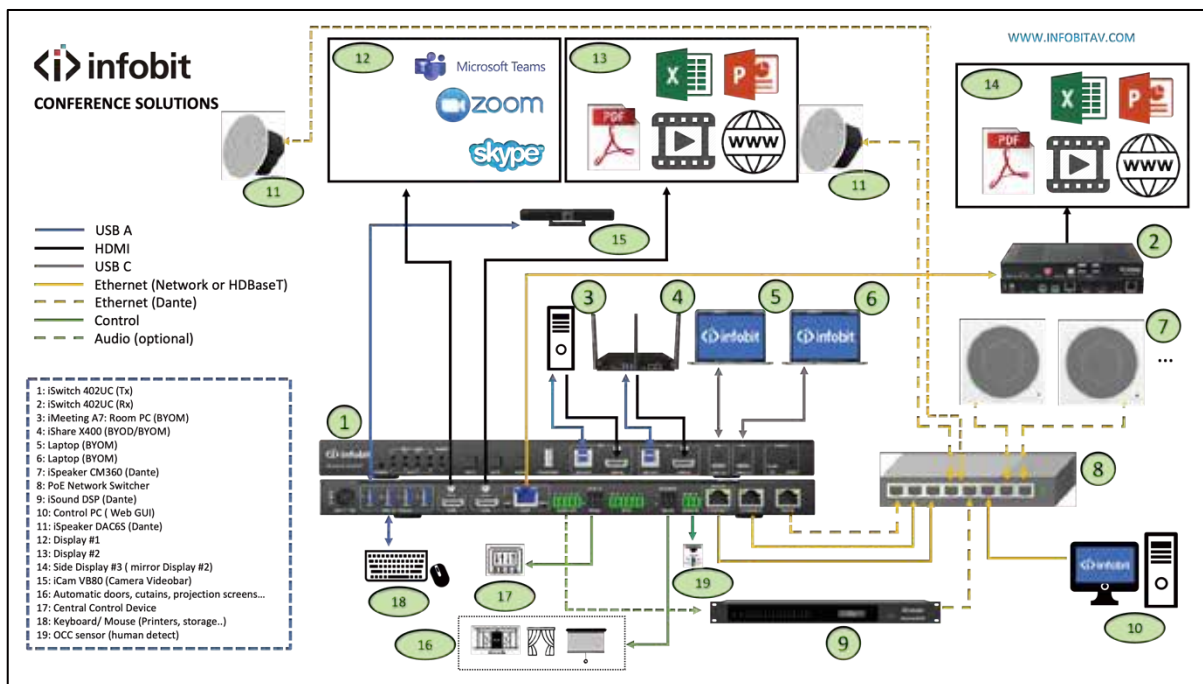 infobit
CONFERENCE SOLUTIONS
WWW.INFOBITAV.COM
12
Microsoft Teams
zoom
skype
13
X
P
PDF
WWW
14
X
P
PDF
WWW
11
11
15
2
USB A
HDMI
USB C
Ethernet (Network or HDBaseT)
Ethernet (Dante)
Control
Audio (optional)
3
4
5
6
7
infobit
infobit
...
1: iSwitch 402UC (Tx)
2: iSwitch 402UC (Rx)
3: iMeeting A7: Room PC (BYOM)
4: iShare X400 (BYOD/BYOM)
5: Laptop (BYOM)
6: Laptop (BYOM)
7: iSpeaker CM360 (Dante)
8: PoE Network Switcher
9: iSound DSP (Dante)
10: Control PC ( Web GUI)
11: iSpeaker DAC6S (Dante)
12: Display #1
13: Display #2
14: Side Display #3 ( mirror Display #2)
15: iCam VB80 (Camera Videobar)
16: Automatic doors, cutains, projection screens...
17: Central Control Device
18: Keyboard/ Mouse (Printers, storage..)
19: OCC sensor (human detect)
1
infobit
8
18
17
19
infobit
16
9
10